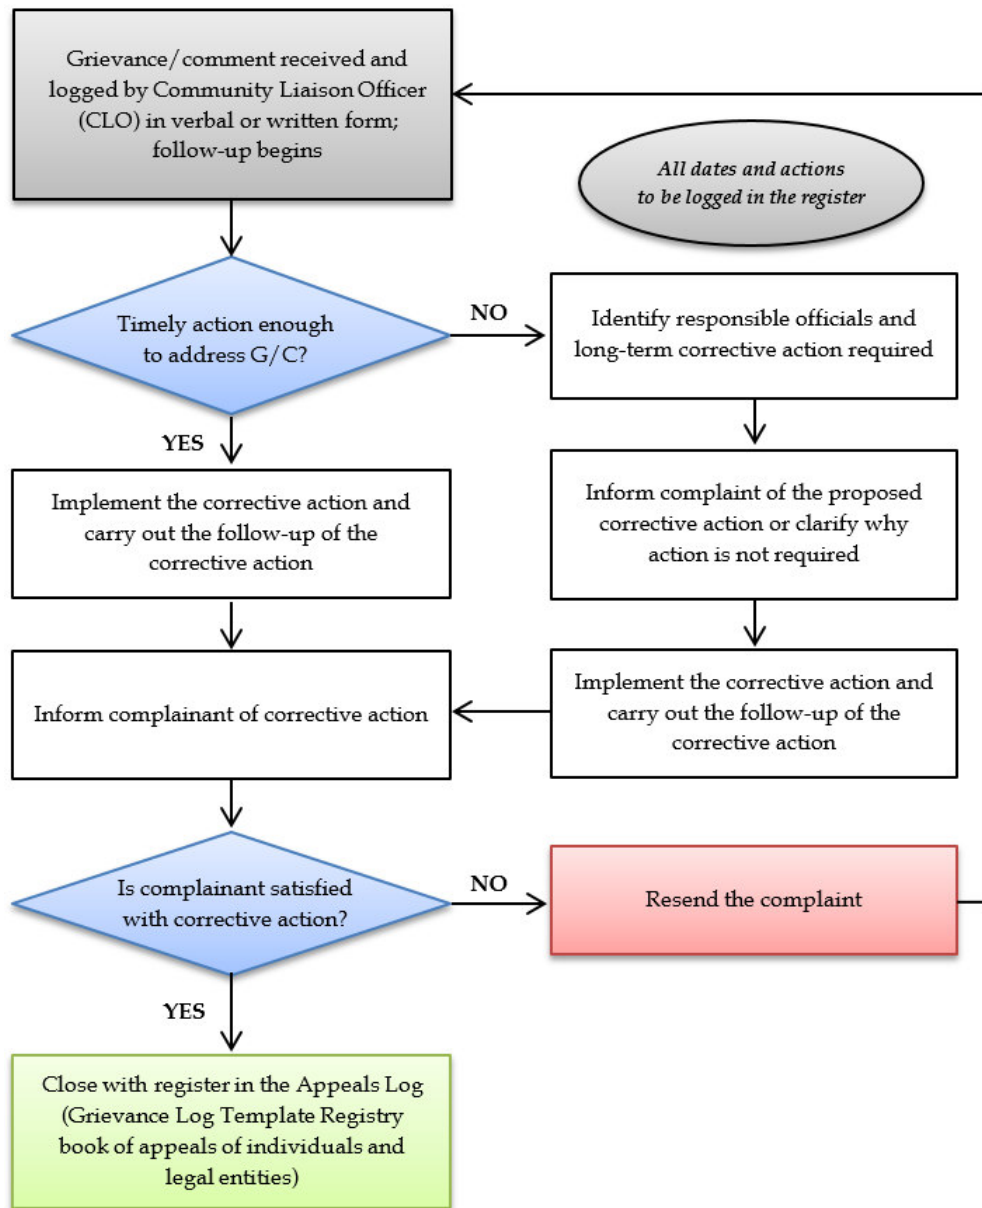 Grievance/comment received and
logged by Community Liaison Officer
(CLO) in verbal or written form;
follow-up begins
All dates and actions
to be logged in the register
Timely action enough
to address G/C?
NO
Identify responsible officials and
long-term corrective action required
YES
Implement the corrective action and
carry out the follow-up of the
corrective action
Inform complaint of the proposed
corrective action or clarify why
action is not required
Inform complainant of corrective action
Implement the corrective action and
carry out the follow-up of the
corrective action
Is complainant satisfied
with corrective action?
NO
Resend the complaint
YES
Close with register in the Appeals Log
(Grievance Log Template Registry
book of appeals of individuals and
legal entities)